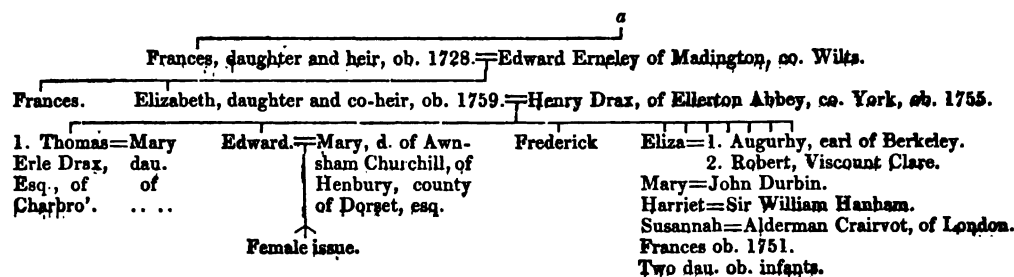 a
Frances, daughter and heir, ob. 1728.=Edward Erneley of Madington, co. Wilts.
Frances. Elizabeth, daughter and co-heir, ob. 1759.=Henry Drax, of Ellerton Abbey, co. York, ob. 1755.
1. Thomas=Mary
Erle Drax, dau.
Esq., of of
Charbro'. .. ..
Edward.=Mary, d. of Awn-
sham Churchill, of
Henbury, county
of Dorset, esq.
Female issue.
Frederick
Eliza=1. Augurhy, earl of Berkeley.
2. Robert, Viscount Clare.
Mary=John Durbin.
Harriet=Sir William Hanham.
Susannah=Alderman Crairvot, of London.
Frances ob. 1751.
Two dau. ob. infants.